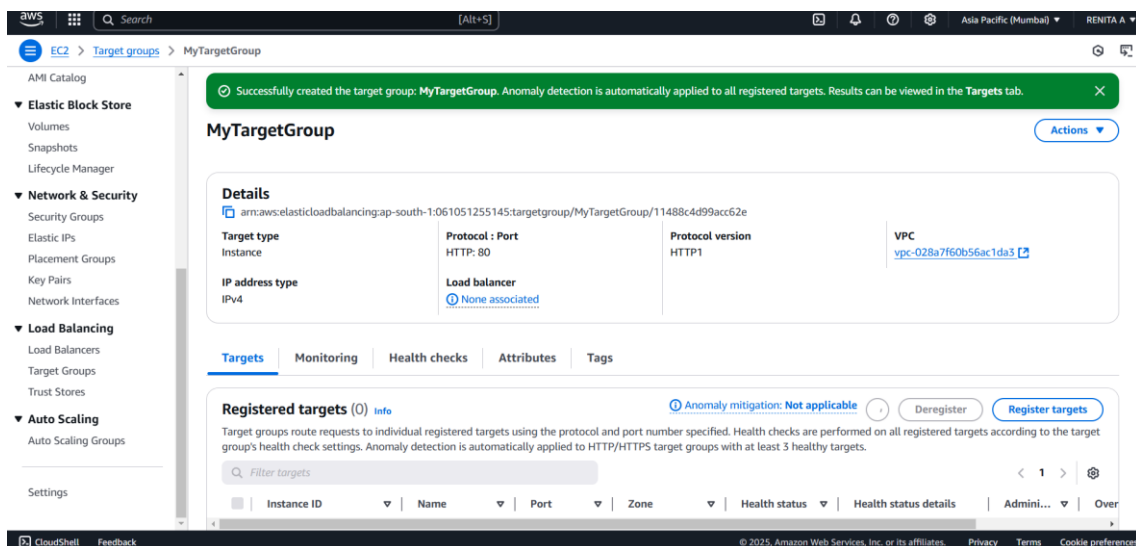 aws Search [Alt+S] Asia Pacific (Mumbai) ▼ RENITA A ▼
EC2 > Target groups > MyTargetGroup
AMI Catalog
▼ Elastic Block Store
Volumes
Snapshots
Lifecycle Manager
▼ Network & Security
Security Groups
Elastic IPs
Placement Groups
Key Pairs
Network Interfaces
▼ Load Balancing
Load Balancers
Target Groups
Trust Stores
▼ Auto Scaling
Auto Scaling Groups
Settings
Successfully created the target group: MyTargetGroup. Anomaly detection is automatically applied to all registered targets. Results can be viewed in the Targets tab.
MyTargetGroup
Actions ▼
Details
arn:aws:elasticloadbalancing:ap-south-1:061051255145:targetgroup/MyTargetGroup/11488c4d99acc62e
Target type Protocol : Port Protocol version VPC
Instance HTTP: 80 HTTP1 vpc-028a7f60b56ac1da3
IP address type Load balancer
IPv4 None associated
Targets Monitoring Health checks Attributes Tags
Registered targets (0) Info Anomaly mitigation: Not applicable Deregister Register targets
Target groups route requests to individual registered targets using the protocol and port number specified. Health checks are performed on all registered targets according to the target
group's health check settings. Anomaly detection is automatically applied to HTTP/HTTPS target groups with at least 3 healthy targets.
Filter targets < 1 >
Instance ID Name Port Zone Health status Health status details Admini... Over
CloudShell Feedback © 2025, Amazon Web Services, Inc. or its affiliates. Privacy Terms Cookie preferences